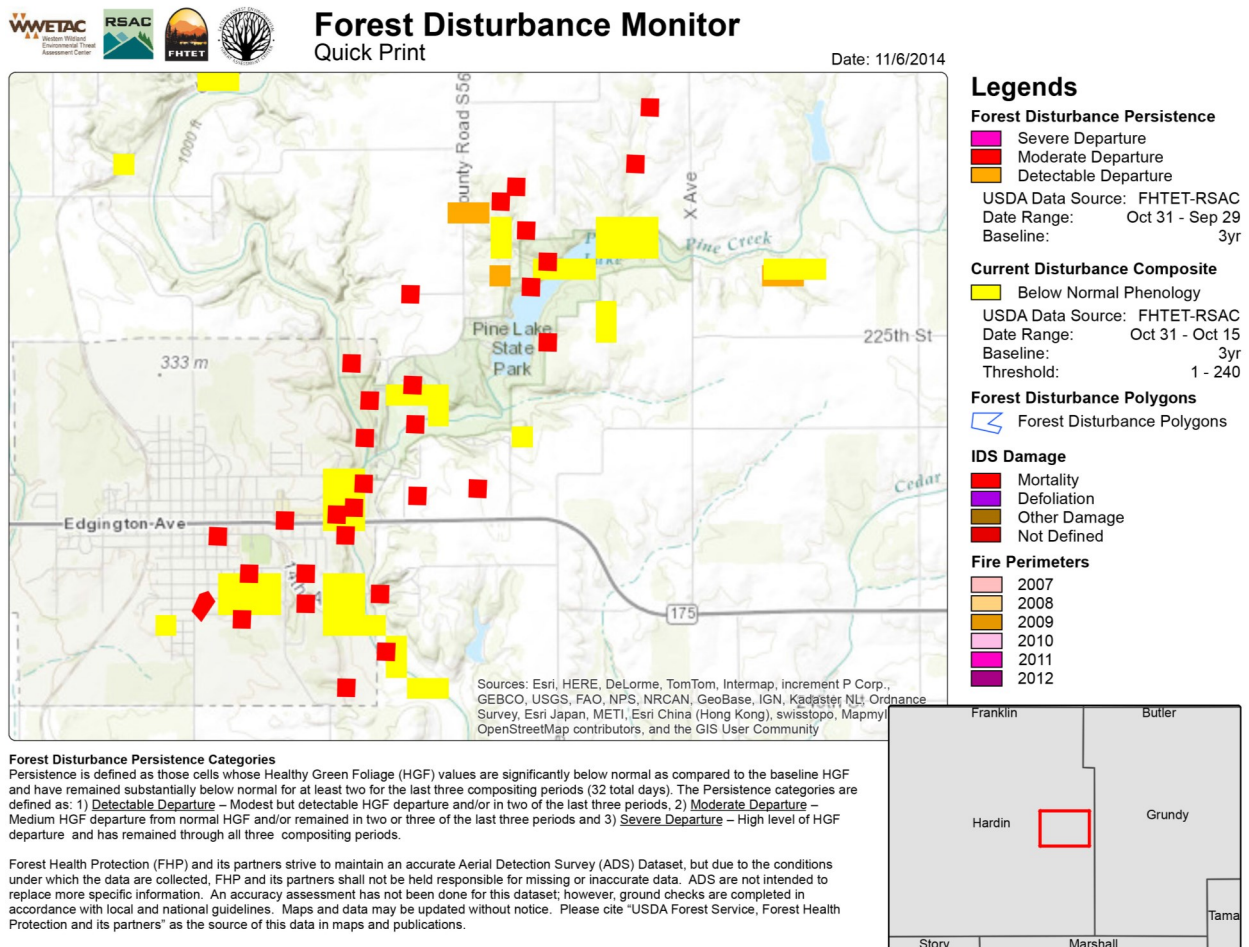 WWETAC
Western Wildland
Environmental Threat
Assessment Center
RSAC
FHTET
Forest Disturbance Monitor
Quick Print
Date: 11/6/2014
1000 ft
ounty Road S56
X Ave
Pine Creek
P
Lake
Pine Lake
State
Park
225th St
333 m
Cedar
Edgington Ave
175
Sources: Esri, HERE, DeLorme, TomTom, Intermap, increment P Corp.,
GEBCO, USGS, FAO, NPS, NRCAN, GeoBase, IGN, Kadaster NL, Ordnance
Survey, Esri Japan, METI, Esri China (Hong Kong), swisstopo, MapmyI
OpenStreetMap contributors, and the GIS User Community
Legends
Forest Disturbance Persistence
Severe Departure
Moderate Departure
Detectable Departure
USDA Data Source: FHTET-RSAC
Date Range: Oct 31 - Sep 29
Baseline: 3yr
Current Disturbance Composite
Below Normal Phenology
USDA Data Source: FHTET-RSAC
Date Range: Oct 31 - Oct 15
Baseline: 3yr
Threshold: 1 - 240
Forest Disturbance Polygons
Forest Disturbance Polygons
IDS Damage
Mortality
Defoliation
Other Damage
Not Defined
Fire Perimeters
2007
2008
2009
2010
2011
2012
Franklin
Butler
Hardin
Grundy
Tama
Story
Marshall
Forest Disturbance Persistence Categories
Persistence is defined as those cells whose Healthy Green Foliage (HGF) values are significantly below normal as compared to the baseline HGF
and have remained substantially below normal for at least two for the last three compositing periods (32 total days). The Persistence categories are
defined as: 1) Detectable Departure – Modest but detectable HGF departure and/or in two of the last three periods, 2) Moderate Departure –
Medium HGF departure from normal HGF and/or remained in two or three of the last three periods and 3) Severe Departure – High level of HGF
departure and has remained through all three compositing periods.
Forest Health Protection (FHP) and its partners strive to maintain an accurate Aerial Detection Survey (ADS) Dataset, but due to the conditions
under which the data are collected, FHP and its partners shall not be held responsible for missing or inaccurate data. ADS are not intended to
replace more specific information. An accuracy assessment has not been done for this dataset; however, ground checks are completed in
accordance with local and national guidelines. Maps and data may be updated without notice. Please cite “USDA Forest Service, Forest Health
Protection and its partners” as the source of this data in maps and publications.